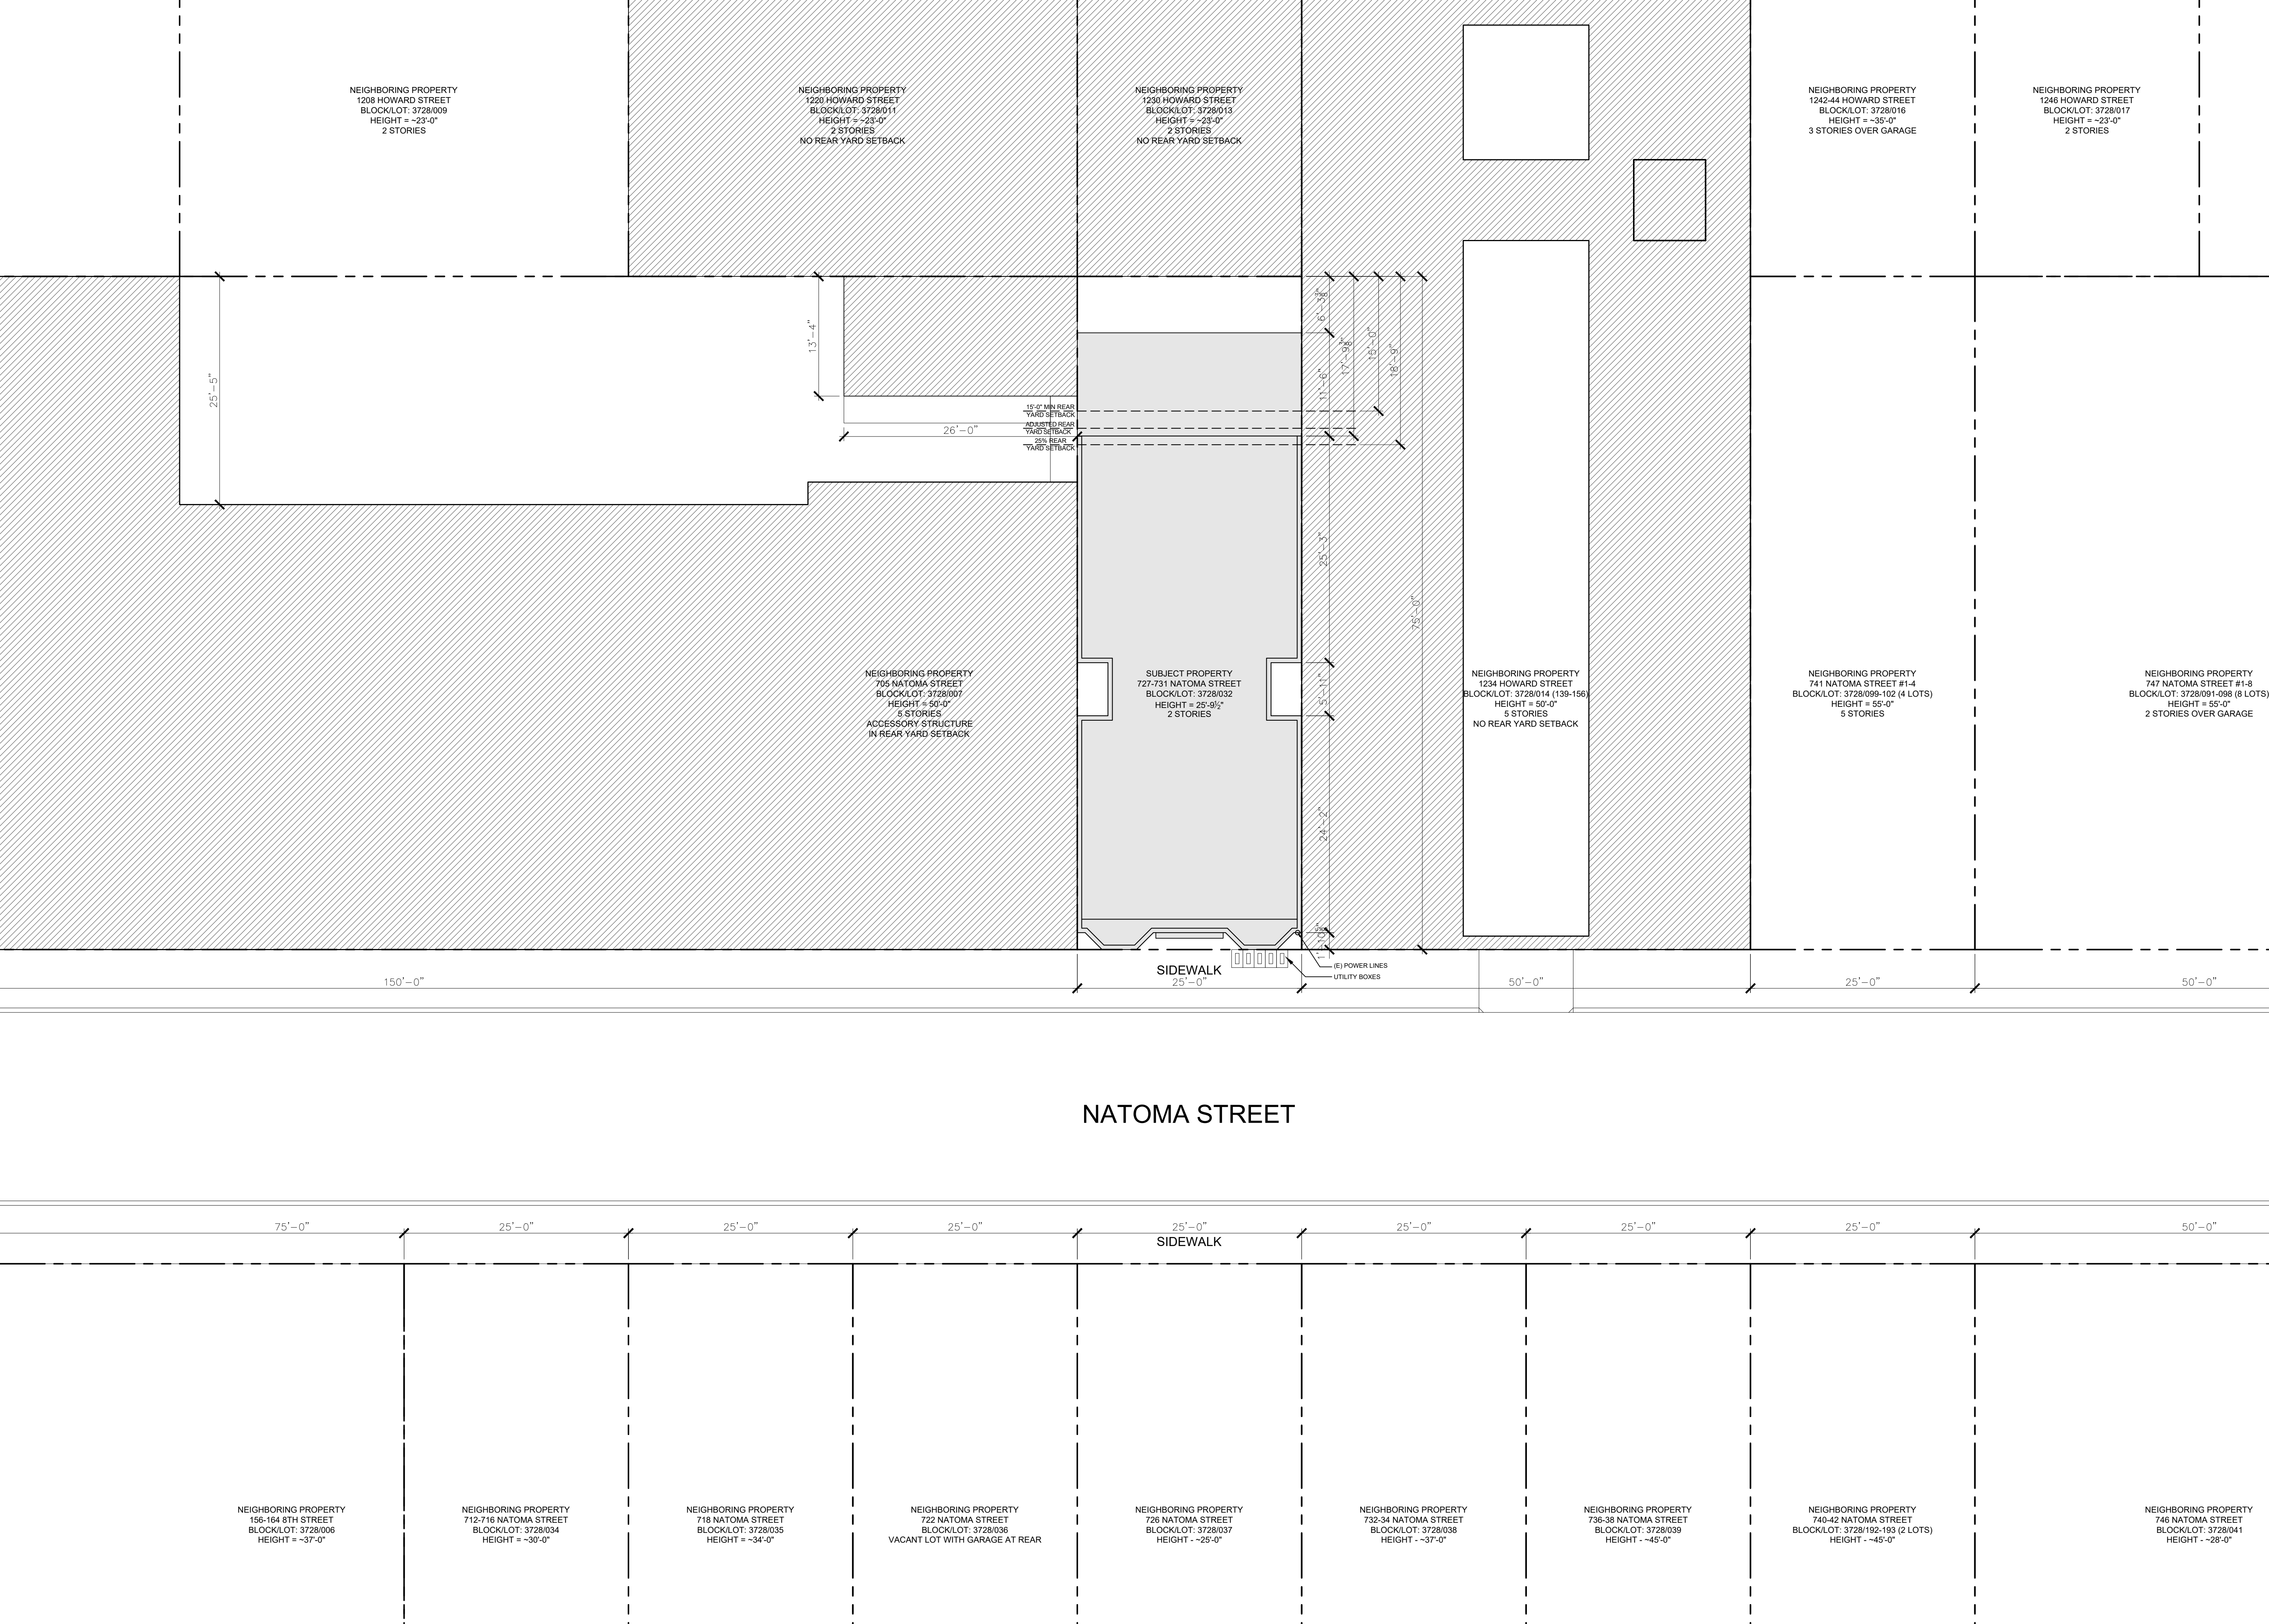 NEIGHBORING PROPERTY
1208 HOWARD STREET
BLOCK/LOT: 3728/009
HEIGHT = ~23'-0"
2 STORIES
NEIGHBORING PROPERTY
1220 HOWARD STREET
BLOCK/LOT: 3728/011
HEIGHT = ~23'-0"
2 STORIES
NO REAR YARD SETBACK
NEIGHBORING PROPERTY
1230 HOWARD STREET
BLOCK/LOT: 3728/013
HEIGHT = ~23'-0"
2 STORIES
NO REAR YARD SETBACK
NEIGHBORING PROPERTY
1242-44 HOWARD STREET
BLOCK/LOT: 3728/016
HEIGHT = ~35'-0"
3 STORIES OVER GARAGE
NEIGHBORING PROPERTY
1246 HOWARD STREET
BLOCK/LOT: 3728/017
HEIGHT = ~23'-0"
2 STORIES
25'-5"
13'-4"
26'-0"
15'-0" MIN REAR
YARD SETBACK
ADJUSTED REAR
YARD SETBACK
25% REAR
YARD SETBACK
6'-3⅜"
11'-6"
17'-9⅜"
15'-0"
18'-9"
25'-3"
75'-0"
5'-11"
24'-2"
1'-10⅝"
NEIGHBORING PROPERTY
705 NATOMA STREET
BLOCK/LOT: 3728/007
HEIGHT = 50'-0"
5 STORIES
ACCESSORY STRUCTURE
IN REAR YARD SETBACK
SUBJECT PROPERTY
727-731 NATOMA STREET
BLOCK/LOT: 3728/032
HEIGHT = 25'-9½"
2 STORIES
NEIGHBORING PROPERTY
1234 HOWARD STREET
BLOCK/LOT: 3728/014 (139-156)
HEIGHT = 50'-0"
5 STORIES
NO REAR YARD SETBACK
NEIGHBORING PROPERTY
741 NATOMA STREET #1-4
BLOCK/LOT: 3728/099-102 (4 LOTS)
HEIGHT = 55'-0"
5 STORIES
NEIGHBORING PROPERTY
747 NATOMA STREET #1-8
BLOCK/LOT: 3728/091-098 (8 LOTS)
HEIGHT = 55'-0"
2 STORIES OVER GARAGE
(E) POWER LINES
UTILITY BOXES
SIDEWALK
150'-0"
25'-0"
50'-0"
25'-0"
50'-0"
NATOMA STREET
75'-0"
25'-0"
25'-0"
25'-0"
25'-0"
25'-0"
25'-0"
25'-0"
50'-0"
SIDEWALK
NEIGHBORING PROPERTY
156-164 8TH STREET
BLOCK/LOT: 3728/006
HEIGHT = ~37'-0"
NEIGHBORING PROPERTY
712-716 NATOMA STREET
BLOCK/LOT: 3728/034
HEIGHT = ~30'-0"
NEIGHBORING PROPERTY
718 NATOMA STREET
BLOCK/LOT: 3728/035
HEIGHT = ~34'-0"
NEIGHBORING PROPERTY
722 NATOMA STREET
BLOCK/LOT: 3728/036
VACANT LOT WITH GARAGE AT REAR
NEIGHBORING PROPERTY
726 NATOMA STREET
BLOCK/LOT: 3728/037
HEIGHT - ~25'-0"
NEIGHBORING PROPERTY
732-34 NATOMA STREET
BLOCK/LOT: 3728/038
HEIGHT - ~37'-0"
NEIGHBORING PROPERTY
736-38 NATOMA STREET
BLOCK/LOT: 3728/039
HEIGHT - ~45'-0"
NEIGHBORING PROPERTY
740-42 NATOMA STREET
BLOCK/LOT: 3728/192-193 (2 LOTS)
HEIGHT - ~45'-0"
NEIGHBORING PROPERTY
746 NATOMA STREET
BLOCK/LOT: 3728/041
HEIGHT - ~28'-0"